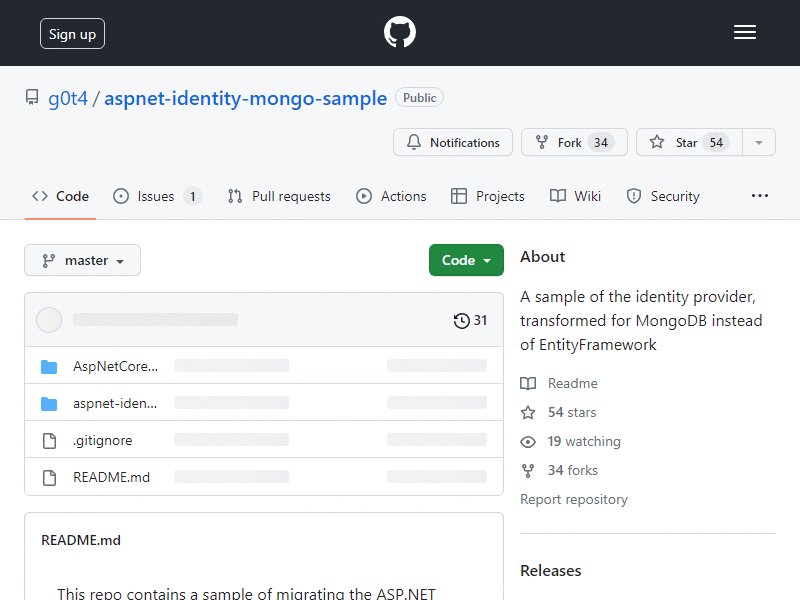 Sign up
g0t4 / aspnet-identity-mongo-sample Public
Notifications Fork 34 Star 54
Code Issues 1 Pull requests Actions Projects Wiki Security
master Code
31
AspNetCore...
aspnet-iden...
.gitignore
README.md
README.md
This repo contains a sample of migrating the ASP.NET
About
A sample of the identity provider,
transformed for MongoDB instead
of EntityFramework
Readme
54 stars
19 watching
34 forks
Report repository
Releases